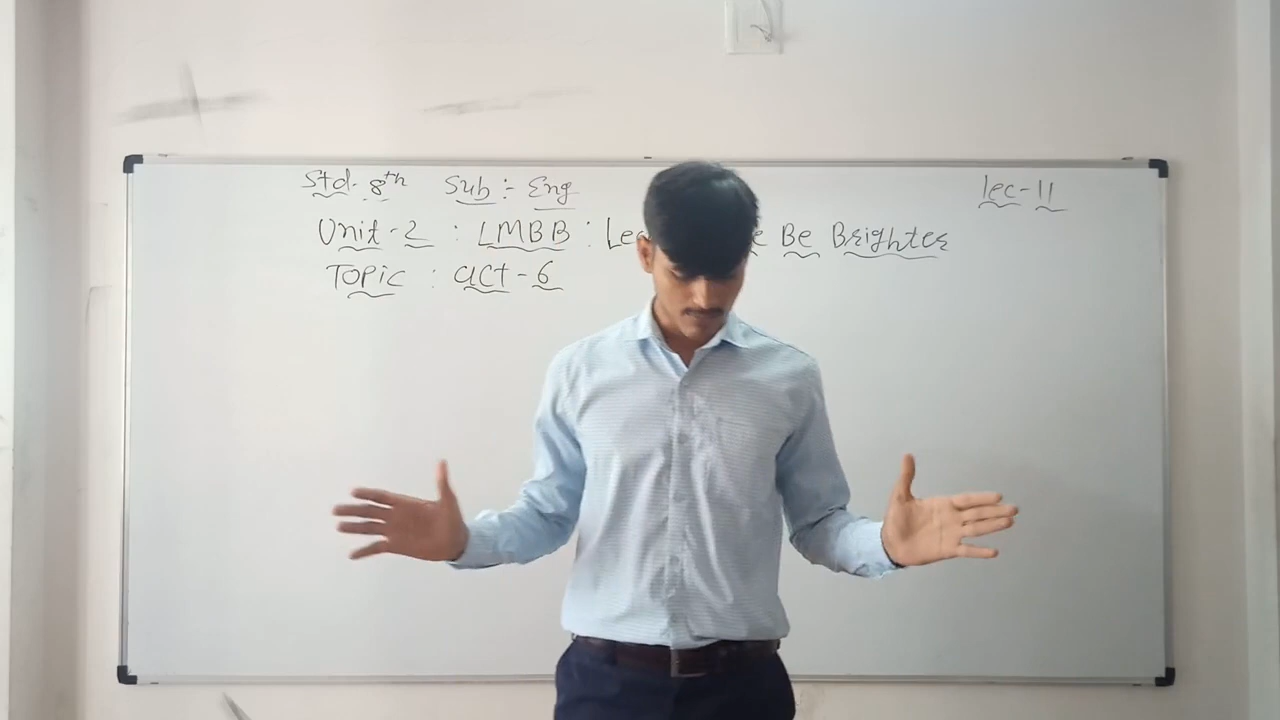 Std. 8th Sub :- Eng
lec-11
Unit-2 : LMBB : Be Brighter
Topic : act-6